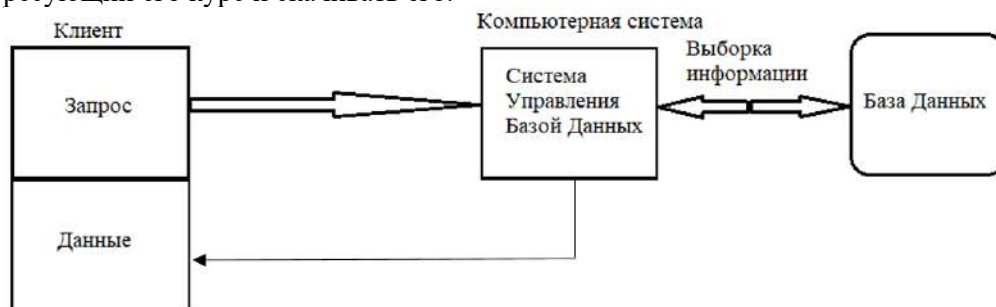 Клиент
Компьютерная система
Запрос
Система
Управления
Базой Данных
Выборка
информации
База Данных
Данные